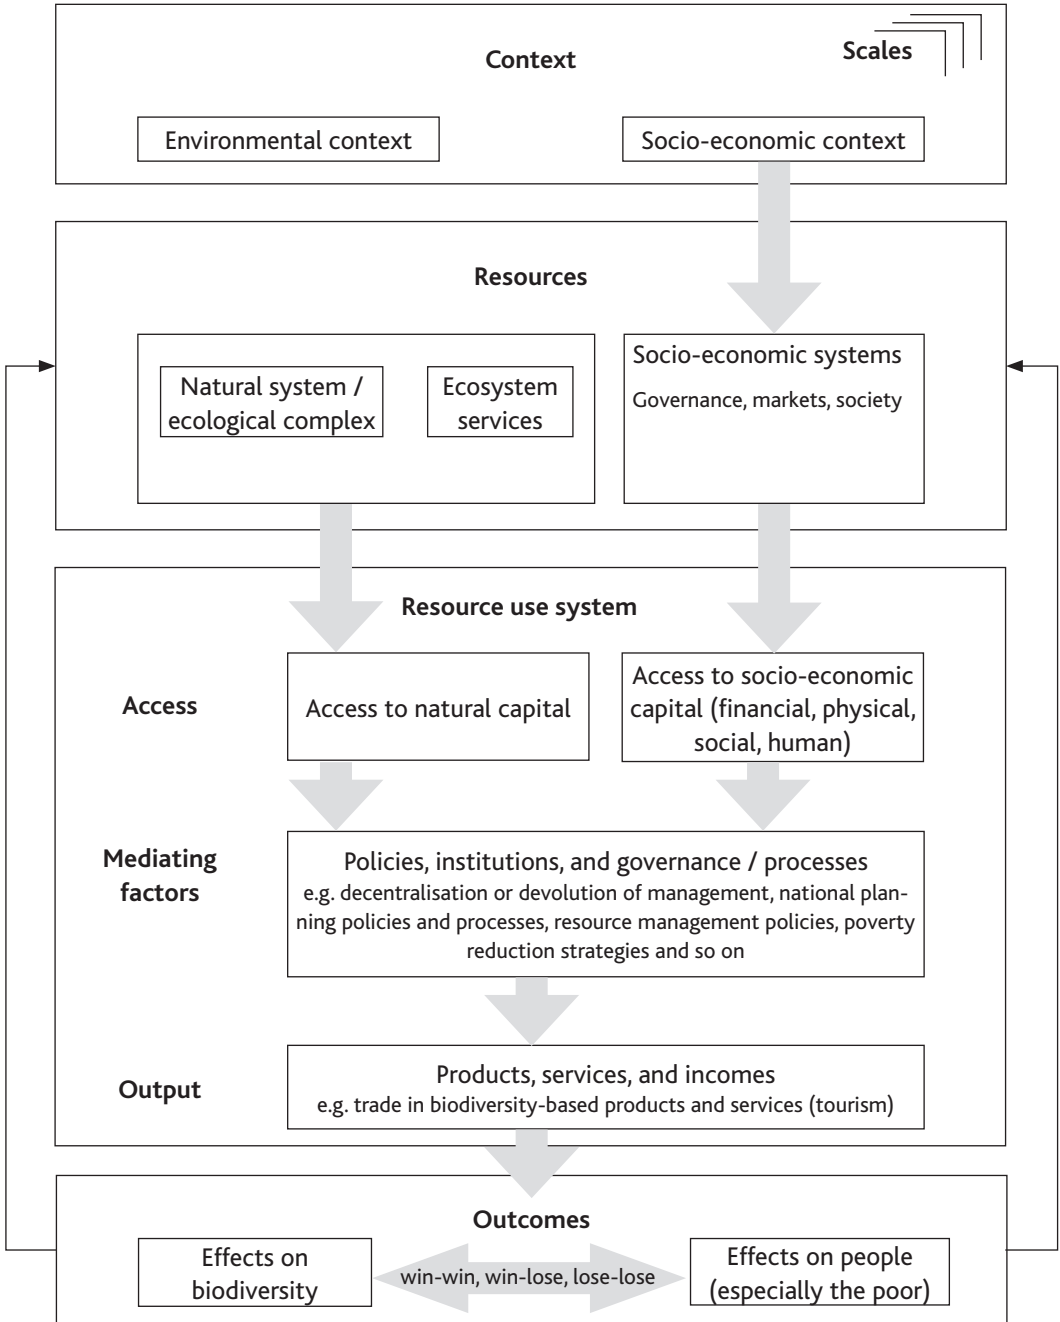 Context
Scales
Environmental context
Socio-economic context
Resources
Natural system /
ecological complex
Ecosystem
services
Socio-economic systems
Governance, markets, society
Resource use system
Access
Access to natural capital
Access to socio-economic
capital (financial, physical,
social, human)
Mediating
factors
Policies, institutions, and governance / processes
e.g. decentralisation or devolution of management, national plan-
ning policies and processes, resource management policies, poverty
reduction strategies and so on
Output
Products, services, and incomes
e.g. trade in biodiversity-based products and services (tourism)
Outcomes
Effects on
biodiversity
win-win, win-lose, lose-lose
Effects on people
(especially the poor)